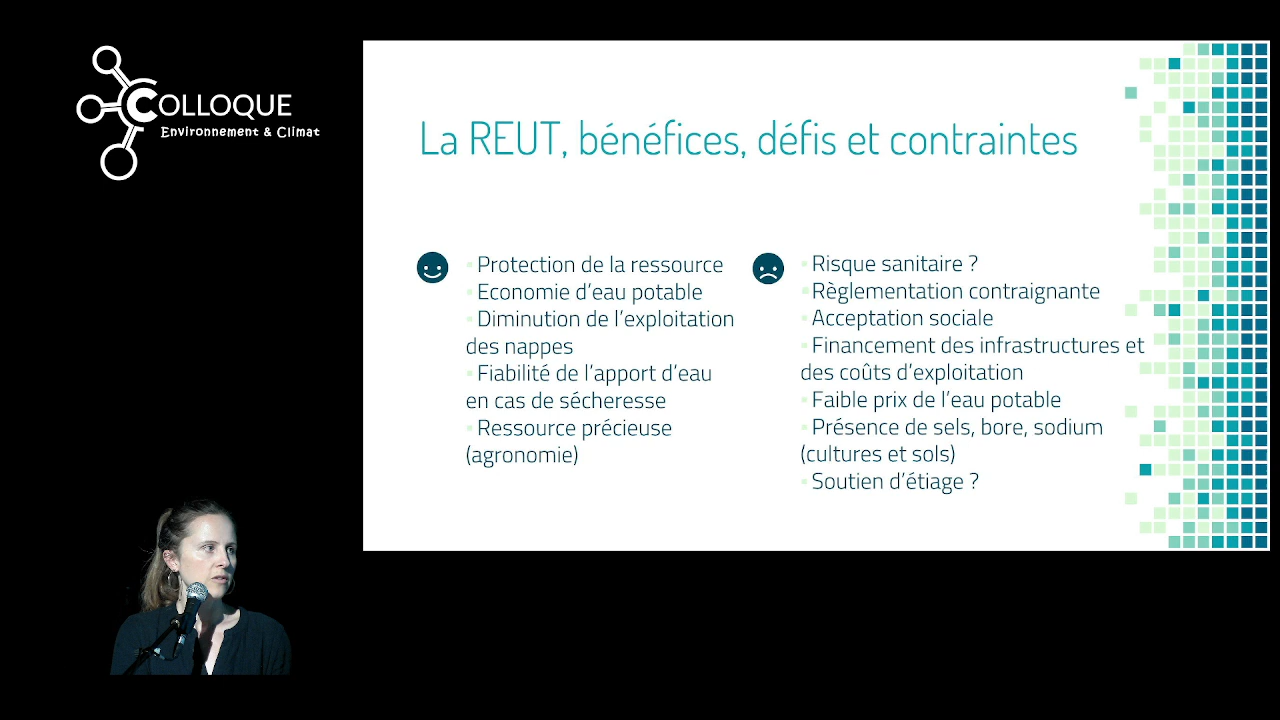 COLLOQUE
Environnement & Climat
La REUT, bénéfices, défis et contraintes
Protection de la ressource
Economie d'eau potable
Diminution de l'exploitation
des nappes
Fiabilité de l'apport d'eau
en cas de sécheresse
Ressource précieuse
(agronomie)
Risque sanitaire ?
Règlementation contraignante
Acceptation sociale
Financement des infrastructures et
des coûts d'exploitation
Faible prix de l'eau potable
Présence de sels, bore, sodium
(cultures et sols)
Soutien d'étiage ?